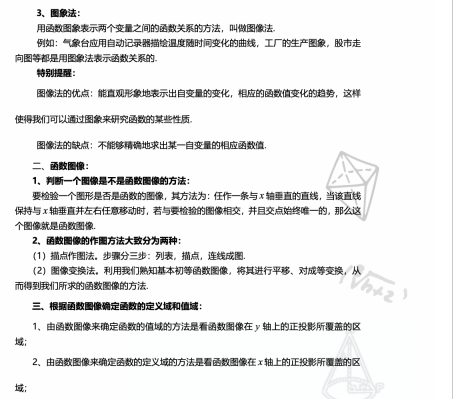 3、图象法：
用函数图象表示两个变量之间的函数关系的方法，叫做图像法.
例如：气象台应用自动记录器描绘温度随时间变化的曲线，工厂的生产图象，股市走
向图等都是用图象法表示函数关系的.
特别提醒：
图像法的优点：能直观形象地表示出自变量的变化，相应的函数值变化的趋势，这样
使得我们可以通过图象来研究函数的某些性质.
图像法的缺点：不能够精确地求出某一自变量的相应函数值.
二、函数图像：
1、判断一个图像是不是函数图像的方法：
要检验一个图形是否是函数的图像，其方法为：任作一条与 x 轴垂直的直线，当该直线
保持与 x 轴垂直并左右任意移动时，若与要检验的图像相交，并且交点始终唯一的，那么这
个图像就是函数图像.
2、函数图像的作图方法大致分为两种：
（1）描点作图法。步骤分三步：列表，描点，连线成图.
（2）图像变换法。利用我们熟知基本初等函数图像，将其进行平移、对成等变换，从
而得到我们所求的函数图像的方法.
三、根据函数图像确定函数的定义域和值域：
1、由函数图像来确定函数的值域的方法是看函数图像在 y 轴上的正投影所覆盖的区
域；
2、由函数图像来确定函数的定义域的方法是看函数图像在 x 轴上的正投影所覆盖的区
域；